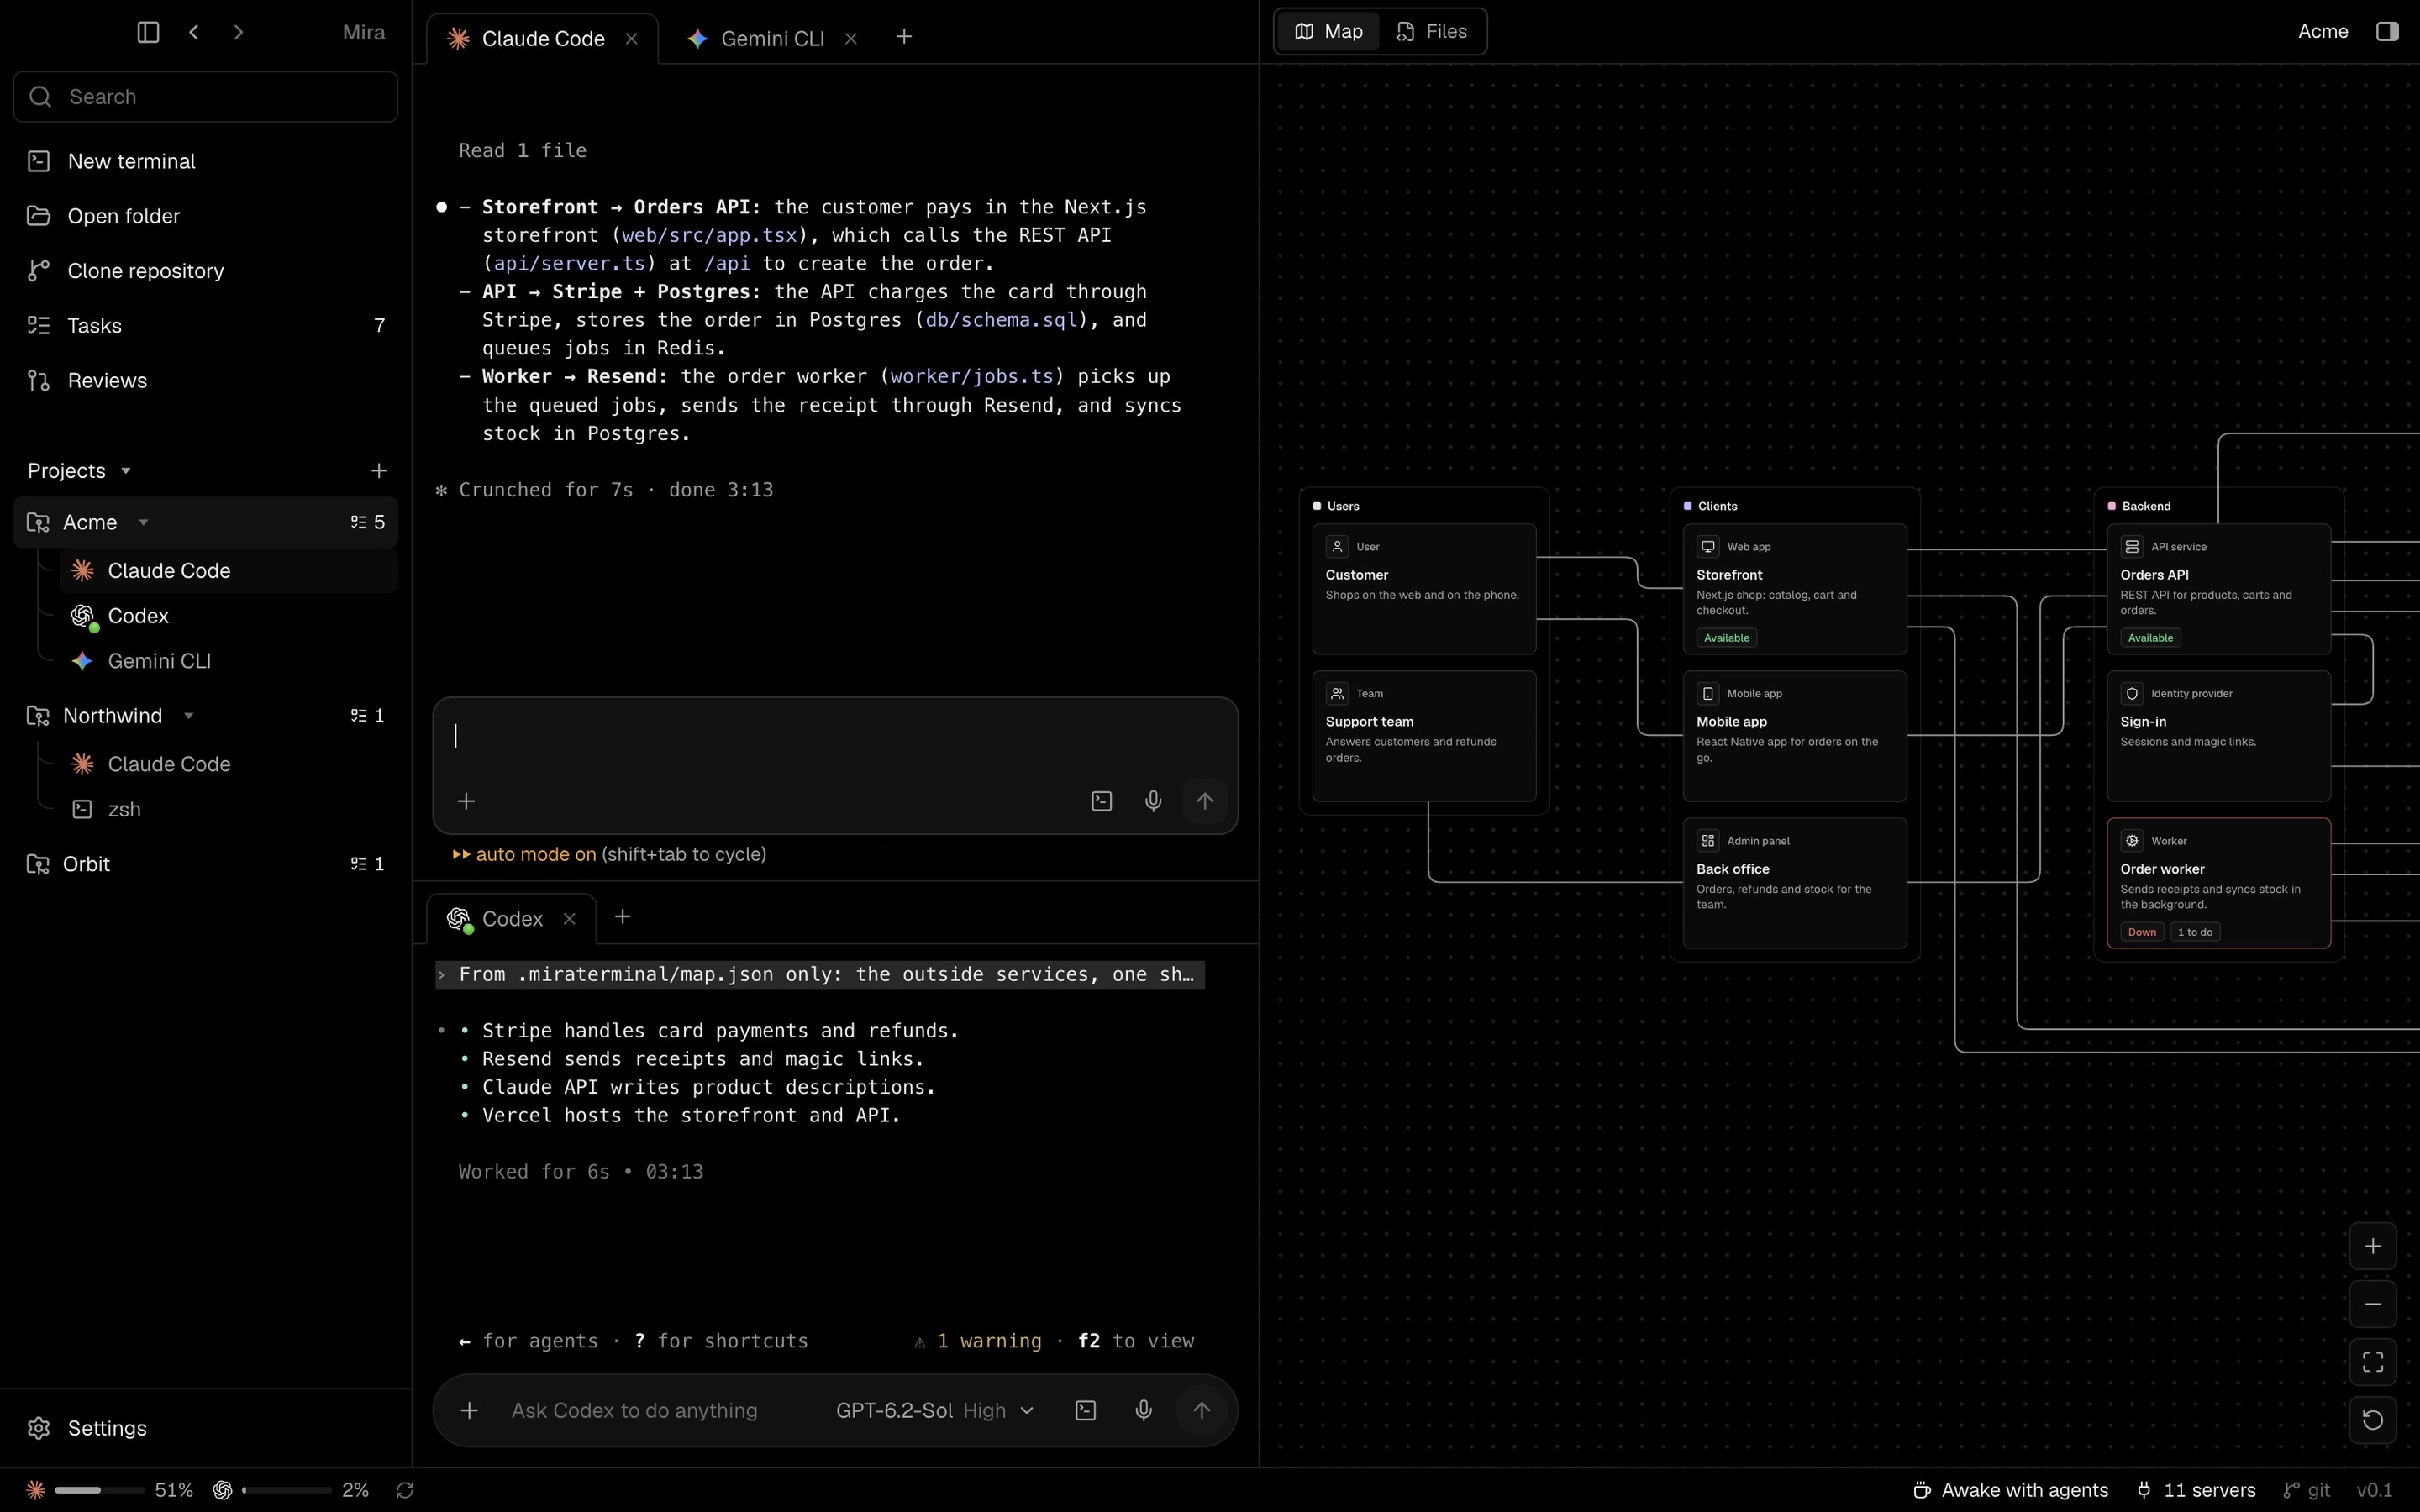 Mira
Search
New terminal
Open folder
Clone repository
Tasks 7
Reviews
Projects
Acme 5
Claude Code
Codex
Gemini CLI
Northwind 1
Claude Code
zsh
Orbit 1
Settings
Claude Code
Gemini CLI
Read 1 file
– Storefront → Orders API: the customer pays in the Next.js
storefront (web/src/app.tsx), which calls the REST API
(api/server.ts) at /api to create the order.
– API → Stripe + Postgres: the API charges the card through
Stripe, stores the order in Postgres (db/schema.sql), and
queues jobs in Redis.
– Worker → Resend: the order worker (worker/jobs.ts) picks up
the queued jobs, sends the receipt through Resend, and syncs
stock in Postgres.
✻ Crunched for 7s · done 3:13
auto mode on (shift+tab to cycle)
Codex
› From .miraterminal/map.json only: the outside services, one sh…
• • Stripe handles card payments and refunds.
• Resend sends receipts and magic links.
• Claude API writes product descriptions.
• Vercel hosts the storefront and API.
Worked for 6s • 03:13
← for agents · ? for shortcuts ⚠ 1 warning · f2 to view
Ask Codex to do anything GPT-6.2-Sol High
Map
Files
Acme
Users
User
Customer
Shops on the web and on the phone.
Team
Support team
Answers customers and refunds
orders.
Clients
Web app
Storefront
Next.js shop: catalog, cart and
checkout.
Available
Mobile app
Mobile app
React Native app for orders on the
go.
Admin panel
Back office
Orders, refunds and stock for the
team.
Backend
API service
Orders API
REST API for products, carts and
orders.
Available
Identity provider
Sign-in
Sessions and magic links.
Worker
Order worker
Sends receipts and syncs stock in
the background.
Down 1 to do
51% 2%
Awake with agents 11 servers git v0.1